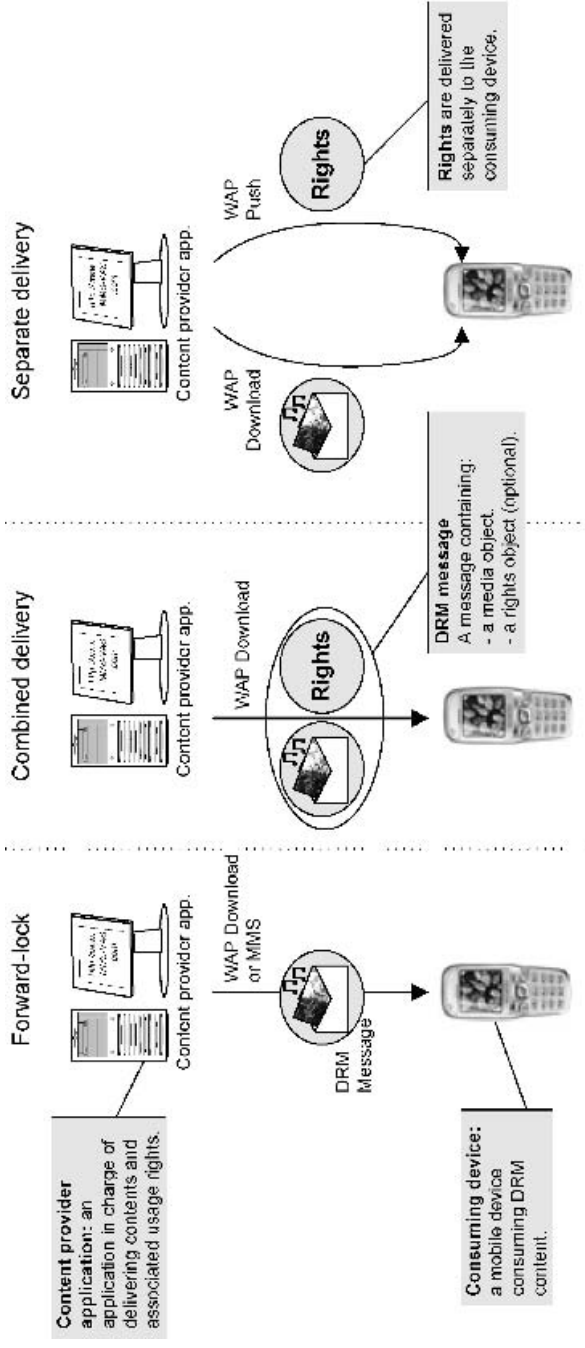 Forward-lock
Content provider
application: an
application in charge of
delivering contents and
associated usage rights.
Content provider app.
WAP Download
or MMS
DRM
Message
Consuming device:
a mobile device
consuming DRM
content.
Combined delivery
Content provider app.
WAP Download
Rights
DRM message
A message containing:
- a media object.
- a rights object (optional).
Separate delivery
Content provider app.
WAP
Download
WAP
Push
Rights
Rights are delivered
separately to the
consuming device.